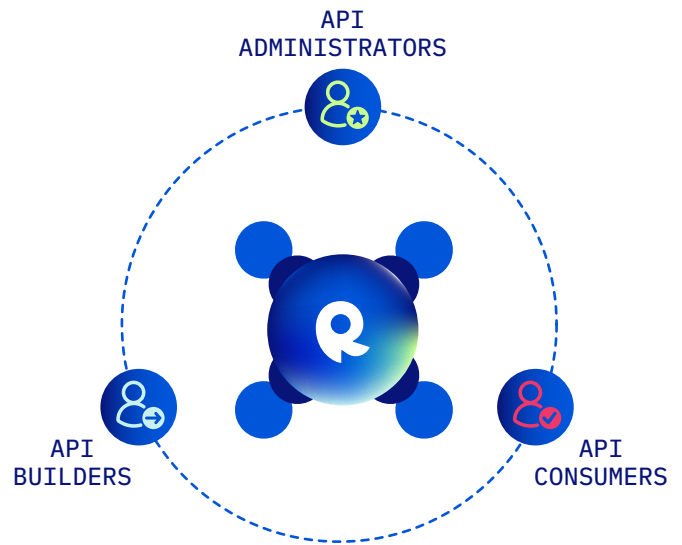 API
ADMINISTRATORS
API
BUILDERS
API
CONSUMERS